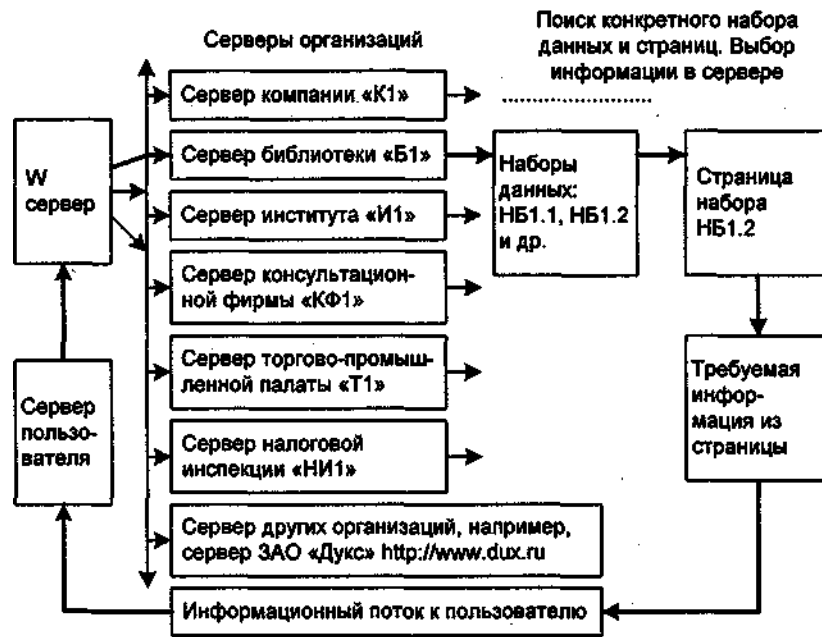 Серверы организаций
Поиск конкретного набора
данных и страниц. Выбор
информации в сервере
Сервер компании «К1»
W
сервер
Сервер библиотеки «Б1»
Наборы
данных:
НБ1.1, НБ1.2
и др.
Страница
набора
НБ1.2
Сервер института «И1»
Сервер консультацион-
ной фирмы «КФ1»
Сервер торгово-промыш-
ленной палаты «Т1»
Сервер
пользо-
вателя
Требуемая
инфор-
мация из
страницы
Сервер налоговой
инспекции «НИ1»
Сервер других организаций, например,
сервер ЗАО «Дукс» http://www.dux.ru
Информационный поток к пользователю